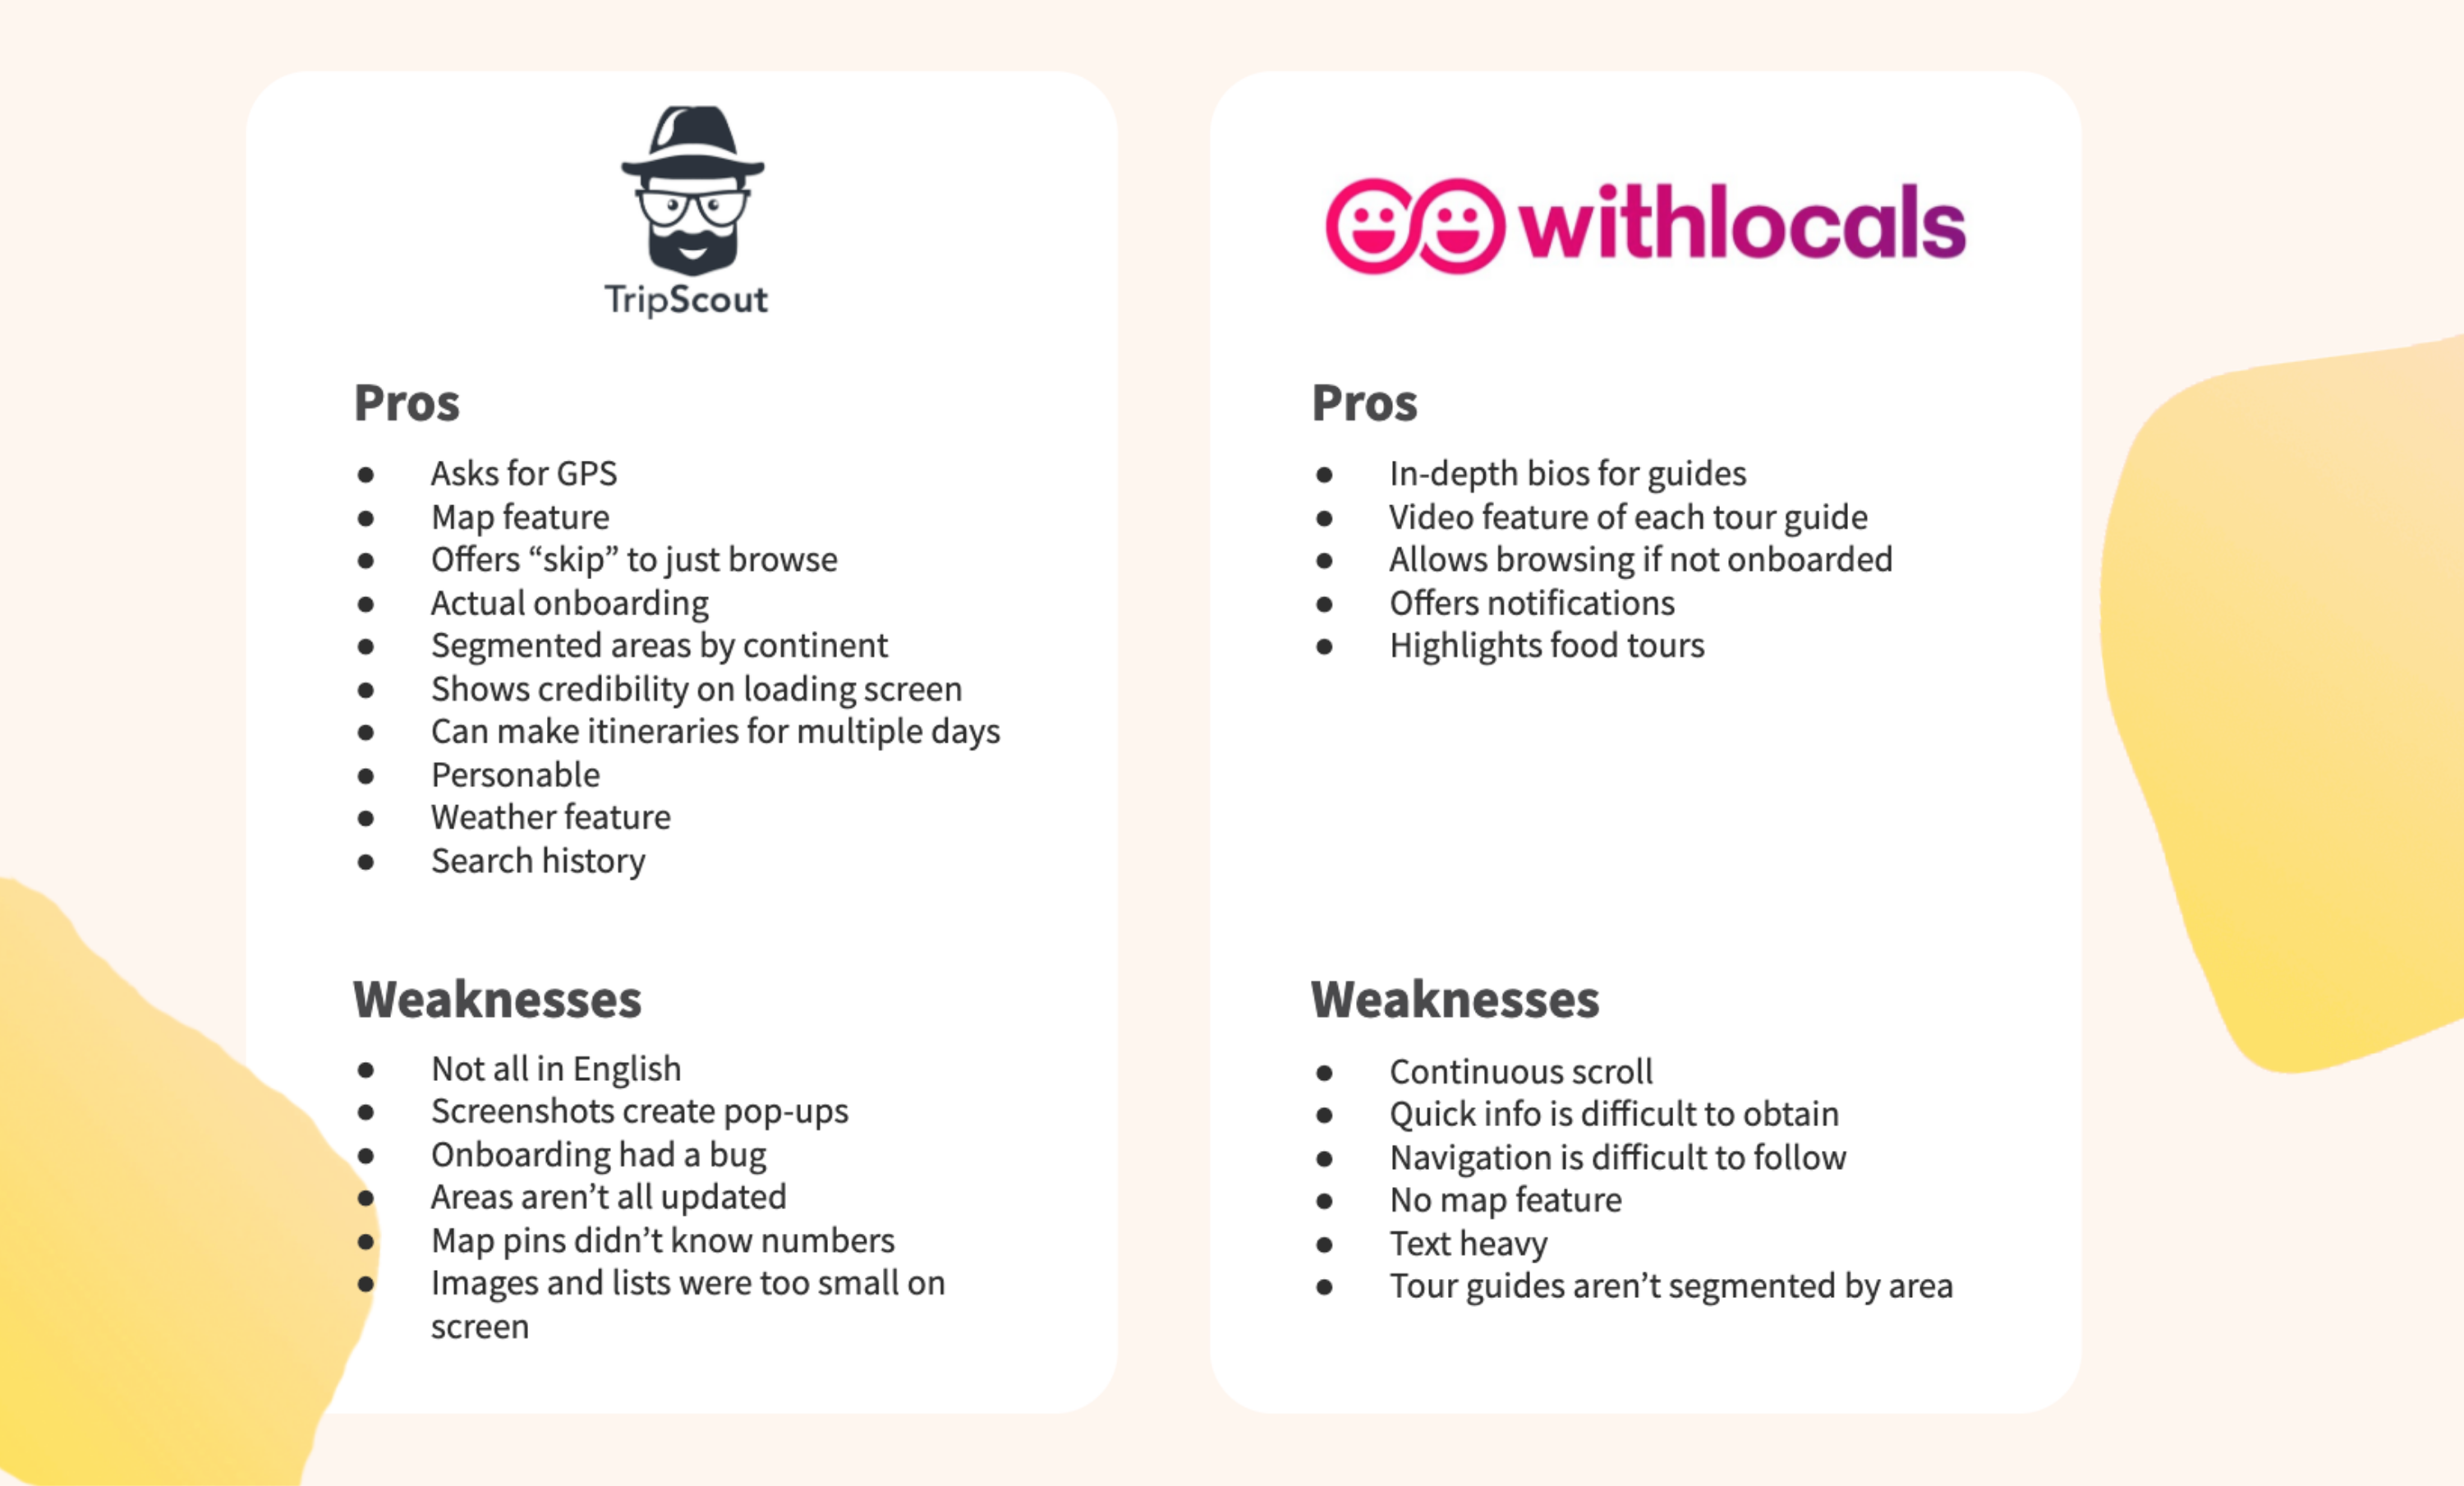 TripScout
Pros
● Asks for GPS
● Map feature
● Offers “skip” to just browse
● Actual onboarding
● Segmented areas by continent
● Shows credibility on loading screen
● Can make itineraries for multiple days
● Personable
● Weather feature
● Search history
Weaknesses
● Not all in English
● Screenshots create pop-ups
● Onboarding had a bug
● Areas aren’t all updated
● Map pins didn’t know numbers
● Images and lists were too small on
screen
withlocals
Pros
● In-depth bios for guides
● Video feature of each tour guide
● Allows browsing if not onboarded
● Offers notifications
● Highlights food tours
Weaknesses
● Continuous scroll
● Quick info is difficult to obtain
● Navigation is difficult to follow
● No map feature
● Text heavy
● Tour guides aren’t segmented by area